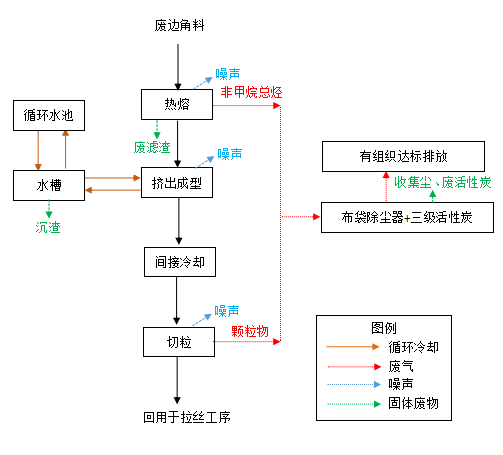 废边角料
噪声
热熔
非甲烷总烃
循环水池
废滤渣
噪声
有组织达标排放
水槽
挤出成型
收集尘、废活性炭
沉渣
布袋除尘器+三级活性炭
间接冷却
噪声
切粒
颗粒物
图例
循环冷却
废气
噪声
固体废物
回用于拉丝工序